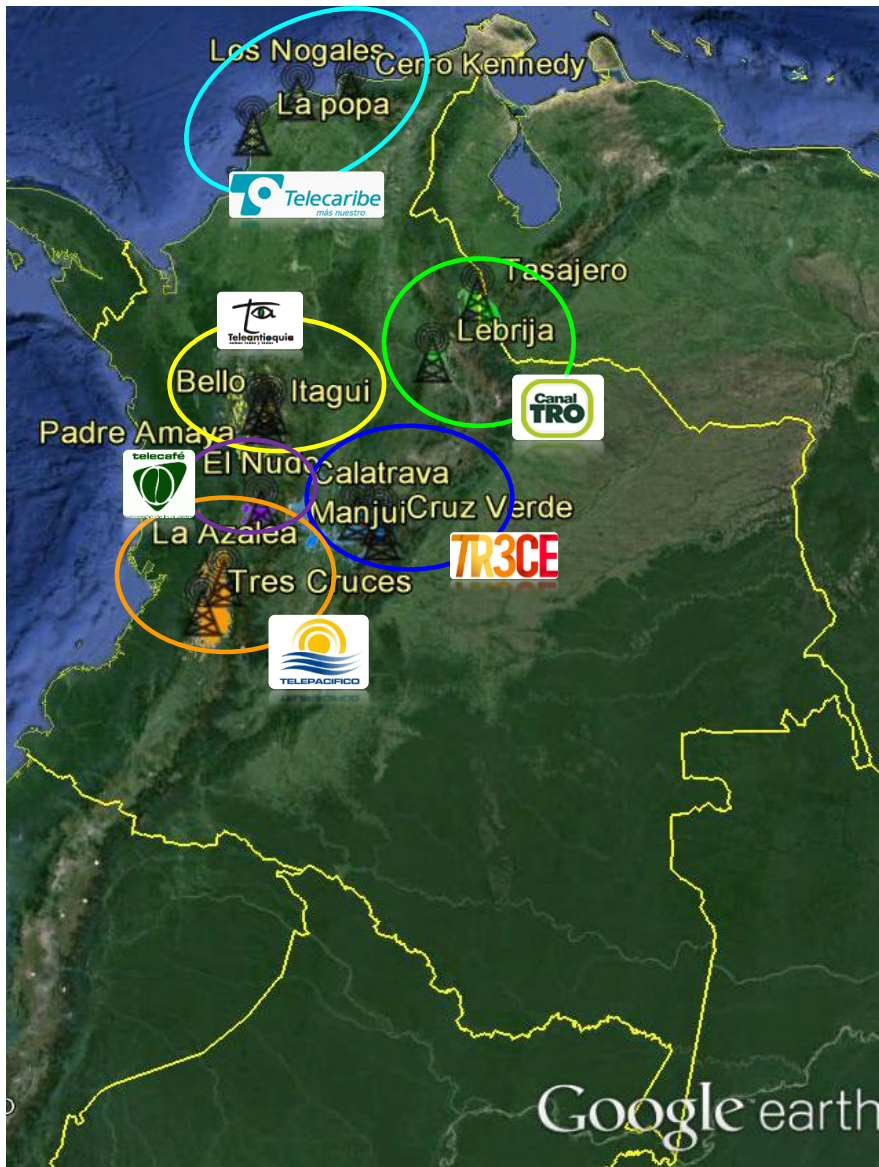 Los Nogales
Cerro Kennedy
La popa
Telecaribe
más nuestro
Tasajero
Teleantioquia
Lebrija
Bello
Itagui
Canal
TRO
Padre Amaya
telecafé
El Nudo
Calatrava
Manjui
Cruz Verde
La Azalea
TR3CE
Tres Cruces
TELEPACIFICO
Google earth